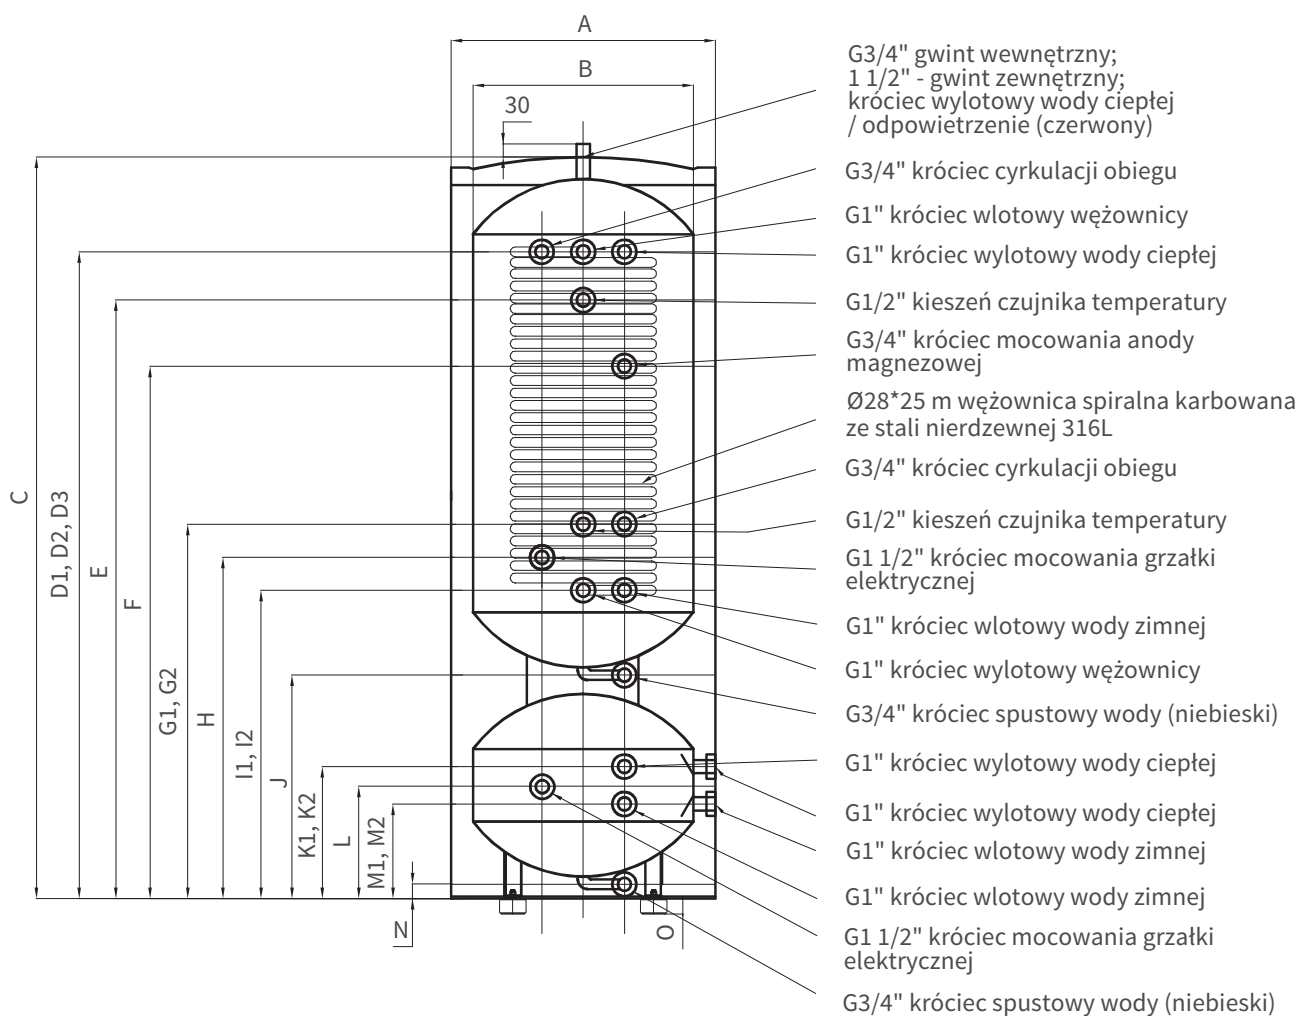 A
B
30
G3/4" gwint wewnętrzny;
1 1/2" - gwint zewnętrzny;
króciec wylotowy wody ciepłej
/ odpowietrzenie (czerwony)
G3/4" króciec cyrkulacji obiegu
G1" króciec wlotowy wężownicy
G1" króciec wylotowy wody ciepłej
G1/2" kieszeń czujnika temperatury
G3/4" króciec mocowania anody
magnezowej
Ø28*25 m wężownica spiralna karbowana
ze stali nierdzewnej 316L
G3/4" króciec cyrkulacji obiegu
G1/2" kieszeń czujnika temperatury
G1 1/2" króciec mocowania grzałki
elektrycznej
G1" króciec wlotowy wody zimnej
G1" króciec wylotowy wężownicy
G3/4" króciec spustowy wody (niebieski)
G1" króciec wylotowy wody ciepłej
G1" króciec wylotowy wody ciepłej
G1" króciec wlotowy wody zimnej
G1" króciec wlotowy wody zimnej
G1 1/2" króciec mocowania grzałki
elektrycznej
G3/4" króciec spustowy wody (niebieski)
C
D1, D2, D3
E
F
G1, G2
H
I1, I2
J
K1, K2
L
M1, M2
N
O